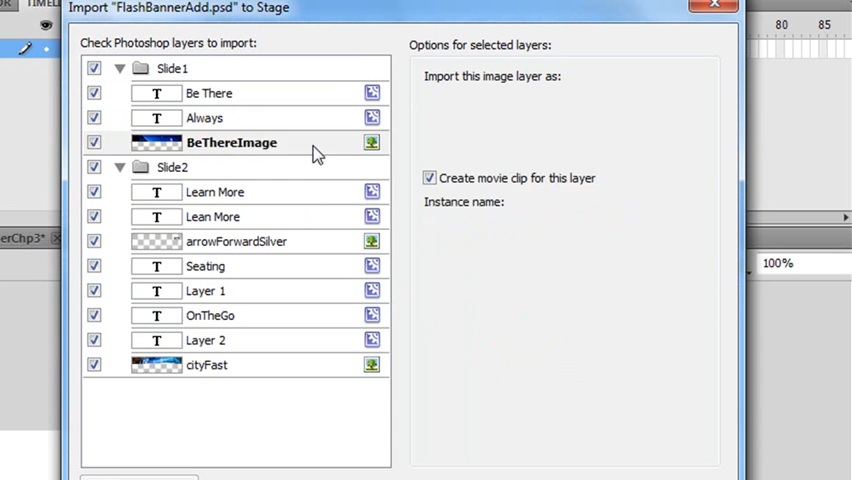 TIMELINE
Import "FlashBannerAdd.psd" to Stage
80 85
Check Photoshop layers to import:
Options for selected layers:
Slide1
Import this image layer as:
T Be There
T Always
BeThereImage
Slide2
Create movie clip for this layer
T Learn More
Instance name:
T Lean More
arrowForwardSilver
erChp3*
T Seating
100%
T Layer 1
T OnTheGo
T Layer 2
cityFast